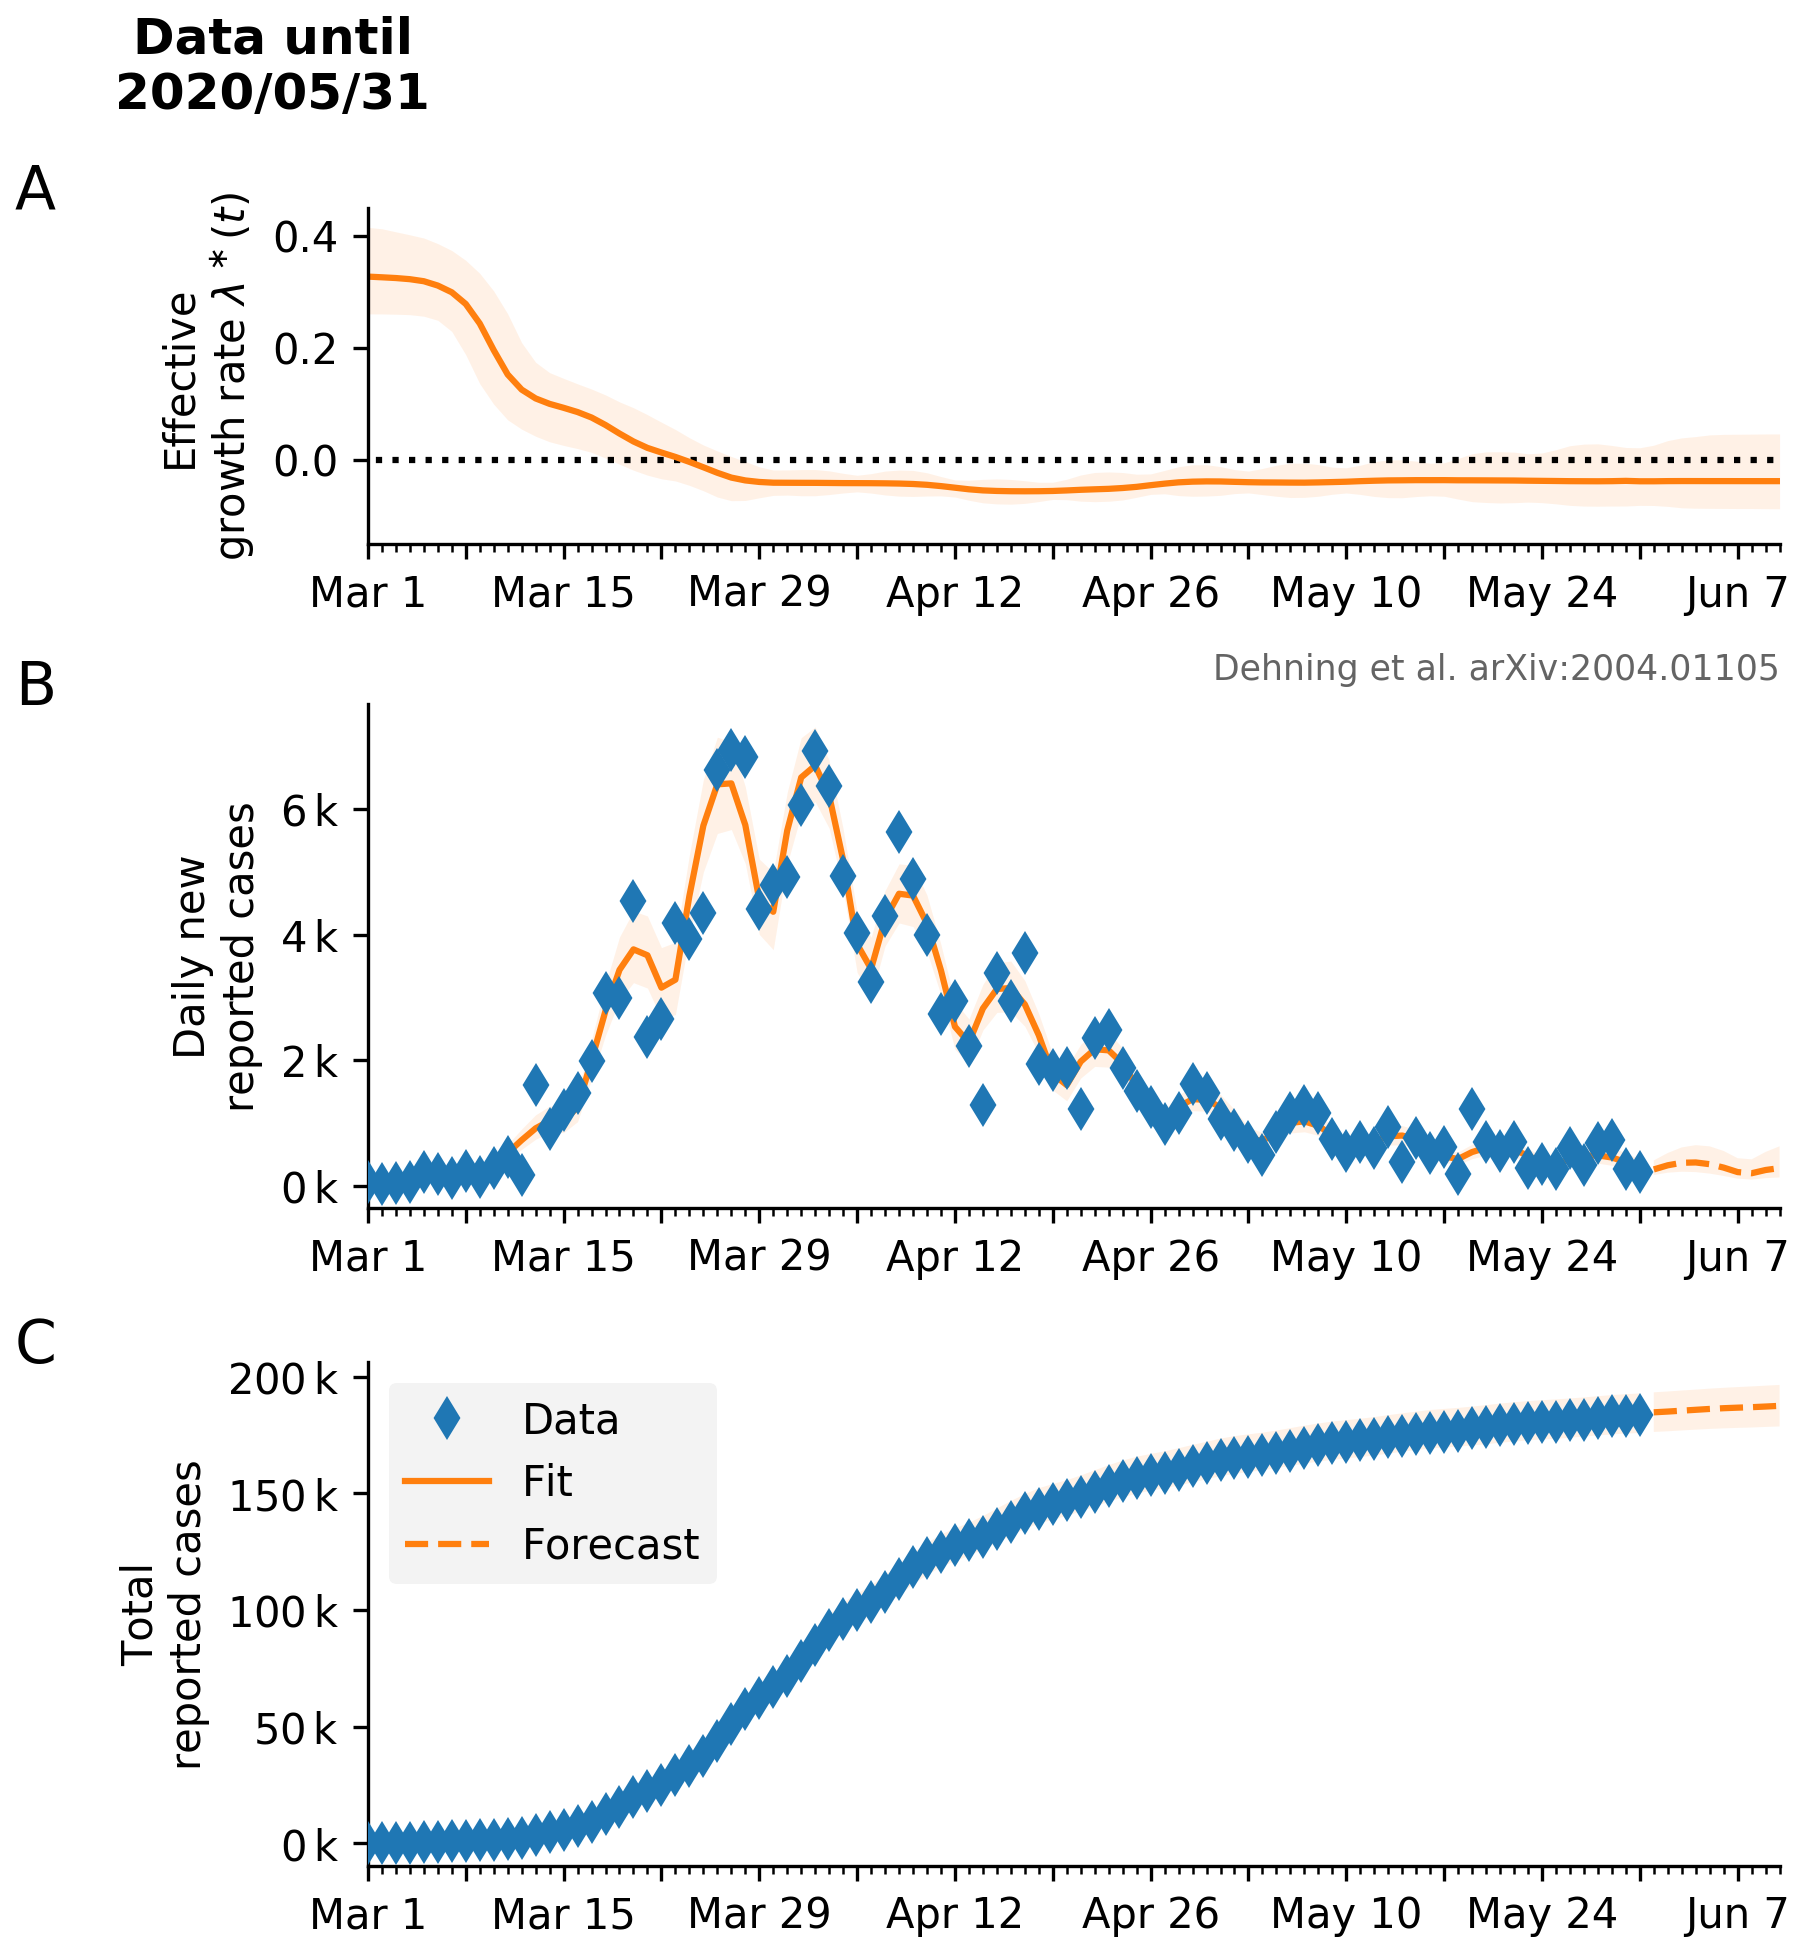 Data until
2020/05/31
A
Effective
growth rate λ * (t)
0.4
0.2
0.0
Mar 1 Mar 15 Mar 29 Apr 12 Apr 26 May 10 May 24 Jun 7
B
Dehning et al. arXiv:2004.01105
Daily new
reported cases
6 k
4 k
2 k
0 k
Mar 1 Mar 15 Mar 29 Apr 12 Apr 26 May 10 May 24 Jun 7
C
Total
reported cases
200 k
150 k
100 k
50 k
0 k
Data
Fit
Forecast
Mar 1 Mar 15 Mar 29 Apr 12 Apr 26 May 10 May 24 Jun 7